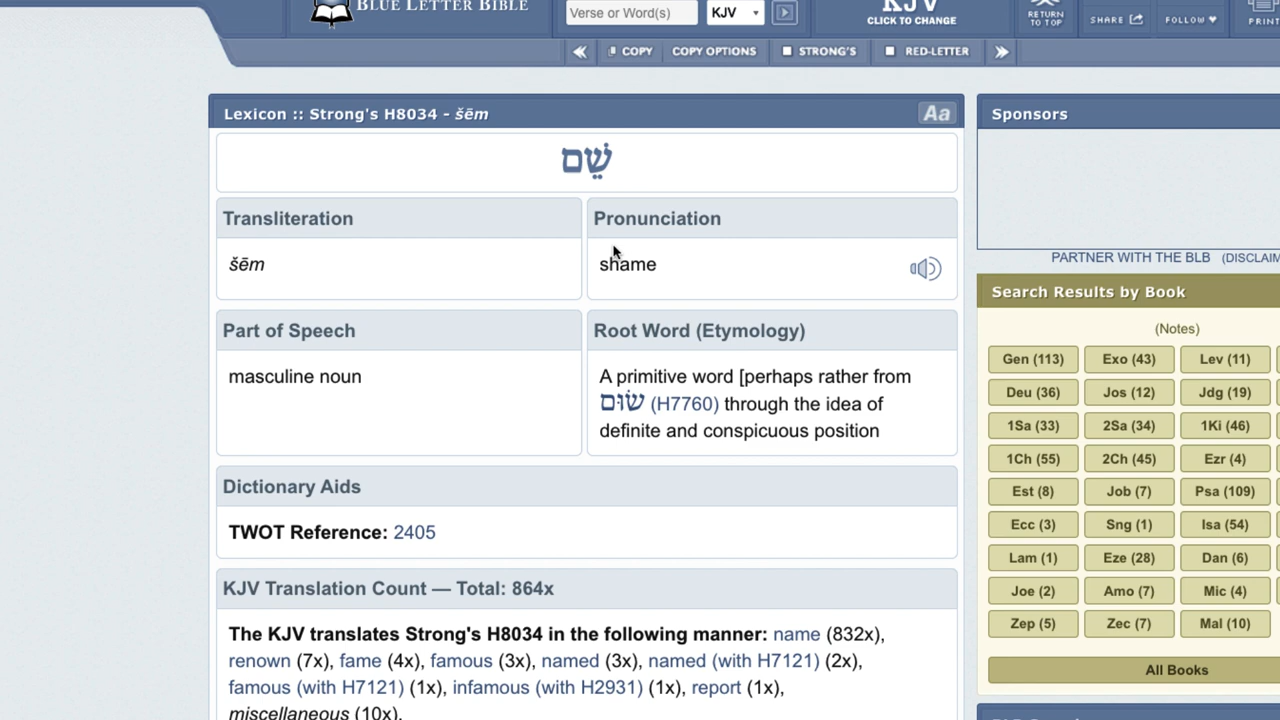 BLUE LETTER BIBLE
Verse or Word(s)
KJV
KJV
CLICK TO CHANGE
RETURN
TO TOP
SHARE
FOLLOW
PRINT
COPY
COPY OPTIONS
STRONG'S
RED-LETTER
Lexicon :: Strong's H8034 - šēm
Aa
שֵׁם
Transliteration
šēm
Pronunciation
shame
Part of Speech
masculine noun
Root Word (Etymology)
A primitive word [perhaps rather from
שׂוּם (H7760) through the idea of
definite and conspicuous position
Dictionary Aids
TWOT Reference: 2405
KJV Translation Count — Total: 864x
The KJV translates Strong's H8034 in the following manner: name (832x),
renown (7x), fame (4x), famous (3x), named (3x), named (with H7121) (2x),
famous (with H7121) (1x), infamous (with H2931) (1x), report (1x),
miscellaneous (10x).
Sponsors
PARTNER WITH THE BLB (DISCLAIM
Search Results by Book
(Notes)
Gen (113) Exo (43) Lev (11)
Deu (36) Jos (12) Jdg (19)
1Sa (33) 2Sa (34) 1Ki (46)
1Ch (55) 2Ch (45) Ezr (4)
Est (8) Job (7) Psa (109)
Ecc (3) Sng (1) Isa (54)
Lam (1) Eze (28) Dan (6)
Joe (2) Amo (7) Mic (4)
Zep (5) Zec (7) Mal (10)
All Books